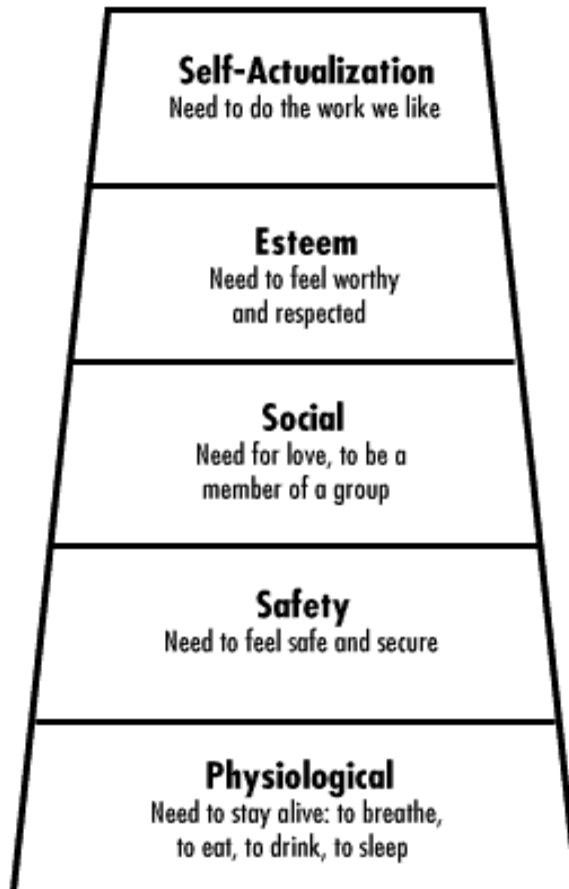 Self-Actualization
Need to do the work we like
Esteem
Need to feel worthy
and respected
Social
Need for love, to be a
member of a group
Safety
Need to feel safe and secure
Physiological
Need to stay alive: to breathe,
to eat, to drink, to sleep